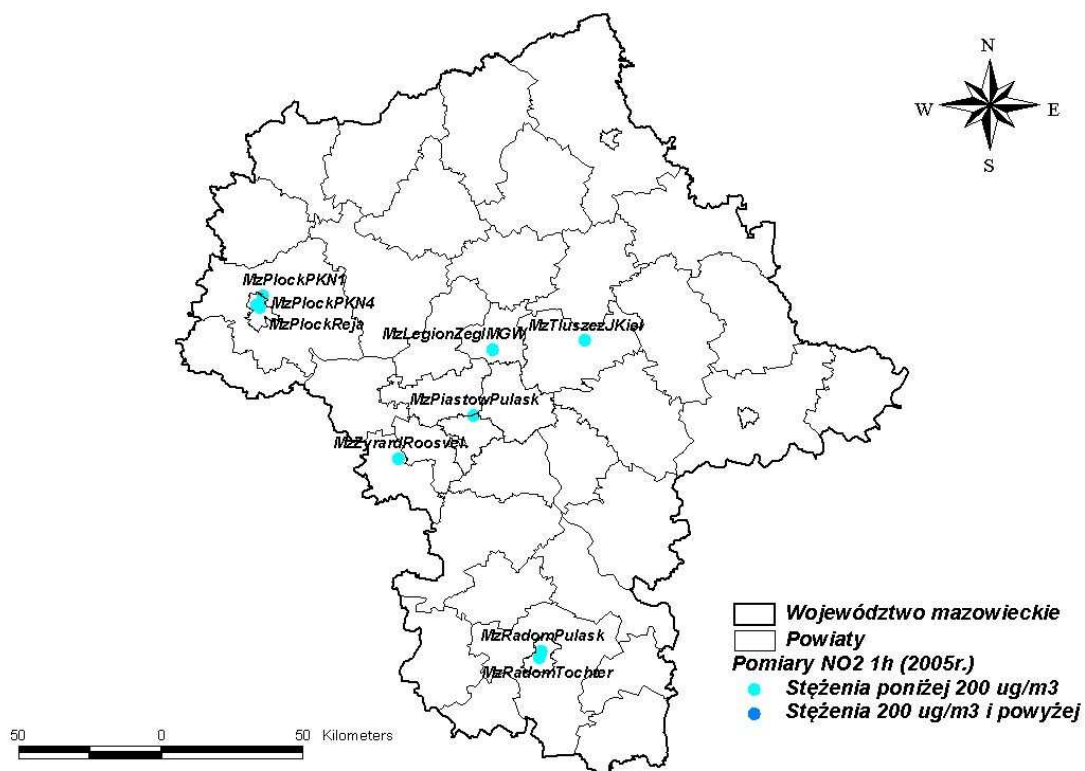 N
W
E
S
MzPlockPKN1
MzPlockPKN4
MzPlockReja
MzLegionZegIMGW
MzTluszczJKiel
MzPiastowPulask
MzZyrardRoosvel.
MzRadomPulask
MzRadomTochter
Województwo mazowieckie
Powiaty
Pomiary NO2 1h (2005r.)
Stężenia poniżej 200 ug/m3
Stężenia 200 ug/m3 i powyżej
50 0 50 Kilometers